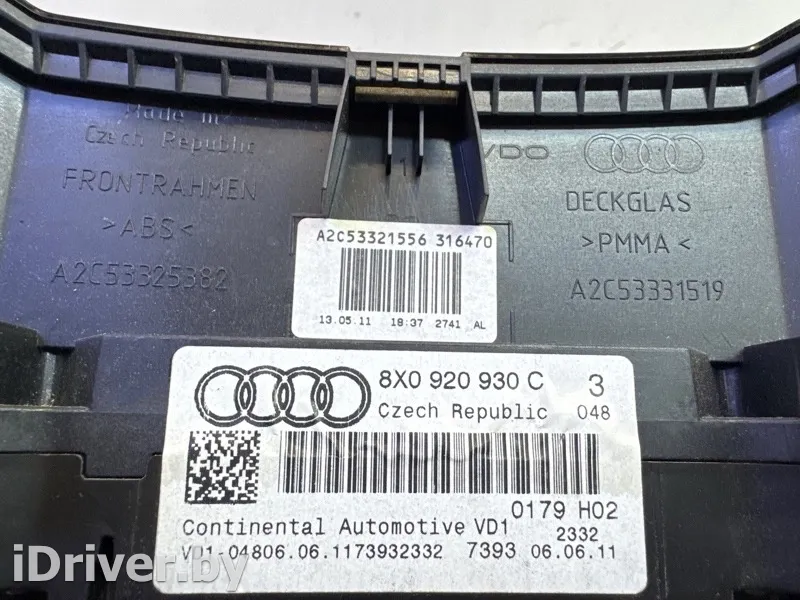 Made in
Czech Republic
FRONTRAHMEN
>ABS<
A2C53325382
1
VDO
DECKGLAS
>PMMA<
A2C53331519
A2C53321556 316470
13.05.11 18:37 2741 AL
8X0 920 930 C 3
Czech Republic 048
0179 H02
Continental Automotive VD1 2332
VD1-04806.06.1173932332 7393 06.06.11
iDriver.by